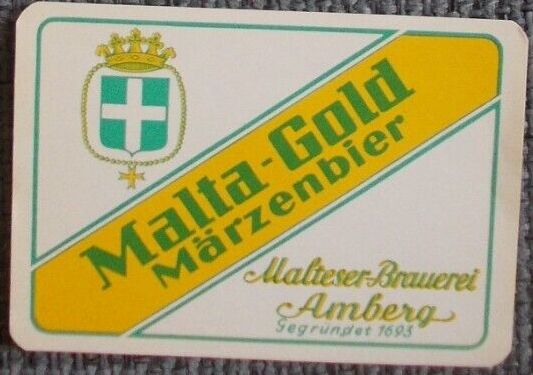 Malta-Gold
Märzenbier
Malteser-Brauerei
Amberg
Gegründet 1693